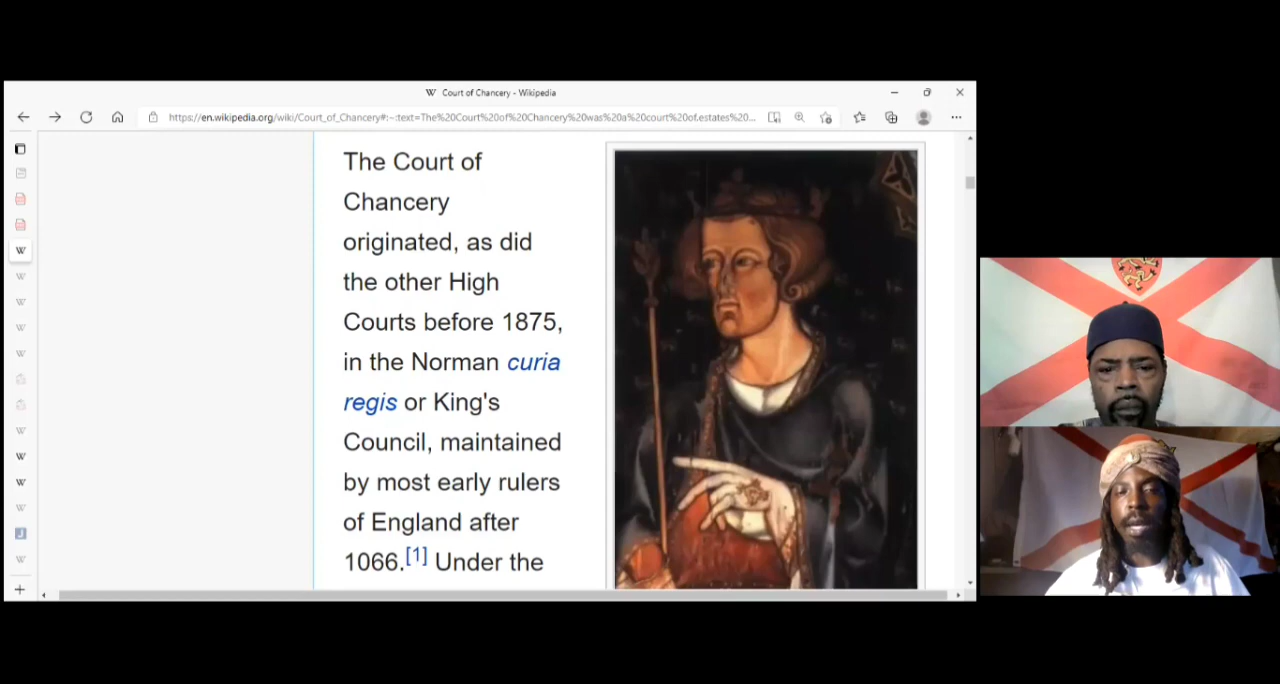 Court of Chancery - Wikipedia
https://en.wikipedia.org/wiki/Court_of_Chancery#:~:text=The%20Court%20of%20Chancery%20was%20a%20court%20of.estates%20...
The Court of
Chancery
originated, as did
the other High
Courts before 1875,
in the Norman curia
regis or King's
Council, maintained
by most early rulers
of England after
1066.[1] Under the